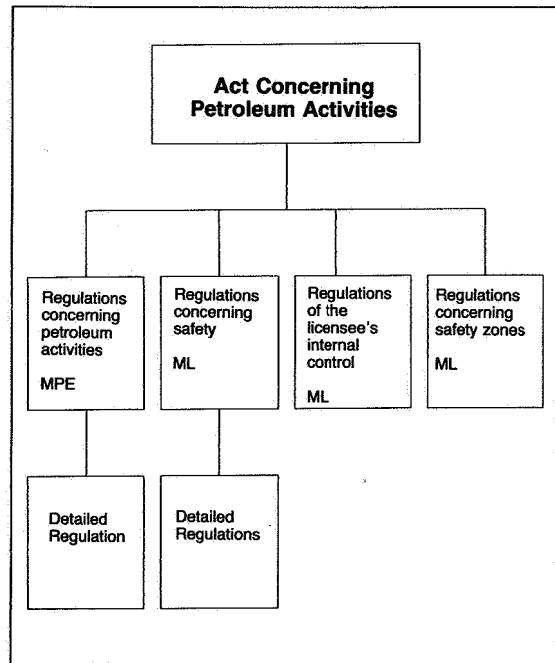 Act Concerning
Petroleum Activities
Regulations
concerning
petroleum
activities
MPE
Regulations
concerning
safety
ML
Regulations
of the
licensee's
internal
control
ML
Regulations
concerning
safety zones
ML
Detailed
Regulation
Detailed
Regulations